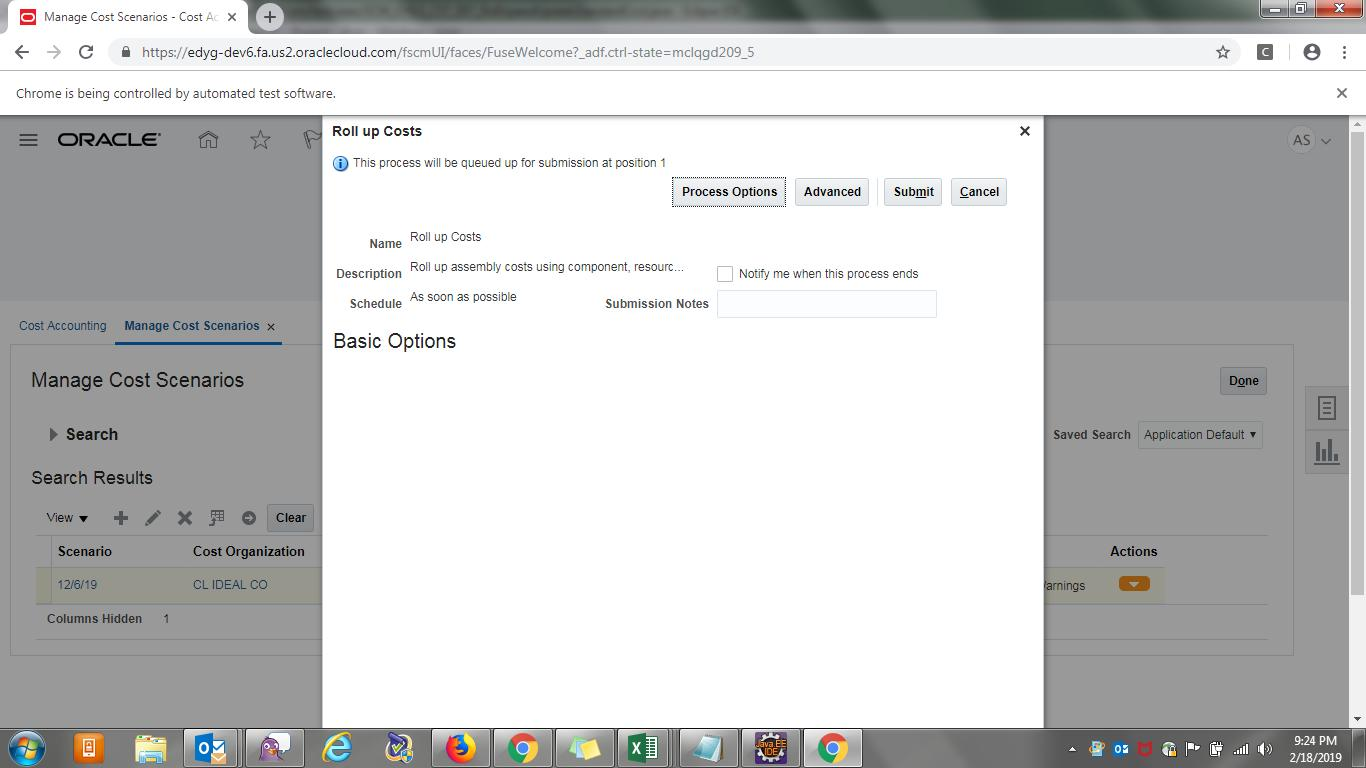 Manage Cost Scenarios - Cost Ac
https://edyg-dev6.fa.us2.oraclecloud.com/fscmUI/faces/FuseWelcome?_adf.ctrl-state=mclqgd209_5
C
Chrome is being controlled by automated test software.
ORACLE
AS
Roll up Costs
This process will be queued up for submission at position 1
Process Options Advanced Submit Cancel
Name Roll up Costs
Description Roll up assembly costs using component, resourc... Notify me when this process ends
Schedule As soon as possible Submission Notes
Basic Options
Cost Accounting Manage Cost Scenarios
Manage Cost Scenarios Done
Search Saved Search Application Default
Search Results
View Clear
Scenario Cost Organization Actions
12/6/19 CL IDEAL CO Warnings
Columns Hidden 1
Java EE
IDE
9:24 PM
2/18/2019